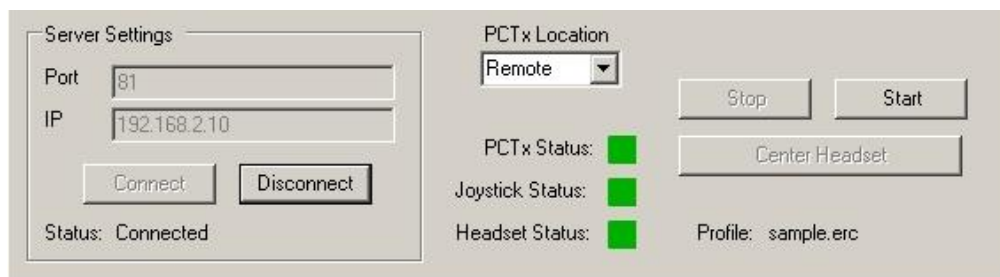 Server Settings
Port
81
IP
192.168.2.10
Connect
Disconnect
Status: Connected
PCTx Location
Remote
PCTx Status:
Joystick Status:
Headset Status:
Stop
Start
Center Headset
Profile: sample.erc